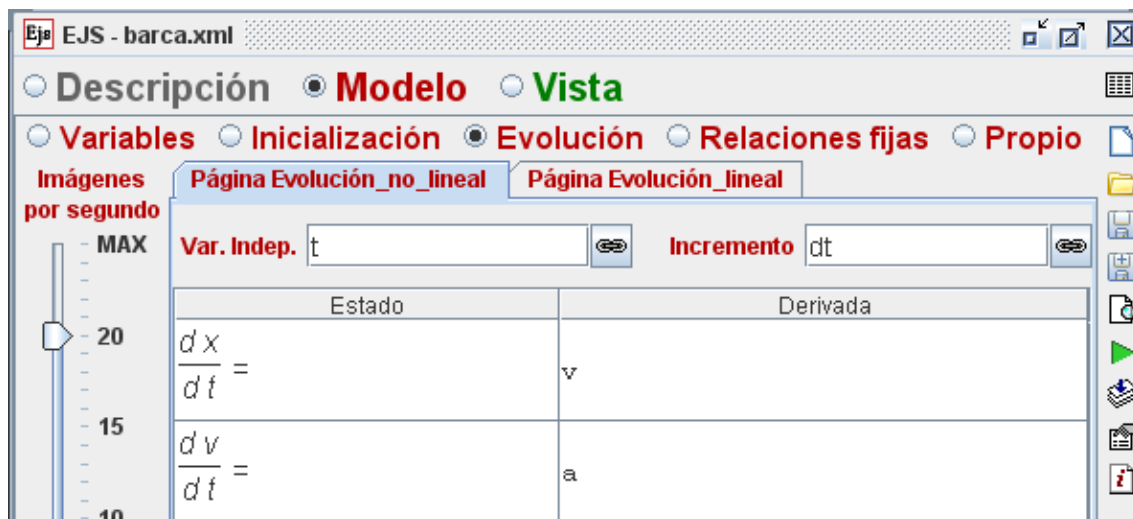 Ejs EJS - barca.xml
Descripción Modelo Vista
Variables Inicialización Evolución Relaciones fijas Propio
Imágenes
por segundo
Página Evolución_no_lineal Página Evolución_lineal
MAX
Var. Indep. t Incremento dt
Estado Derivada
20
d x
d t
= v
15
d v
d t
= a
10
i